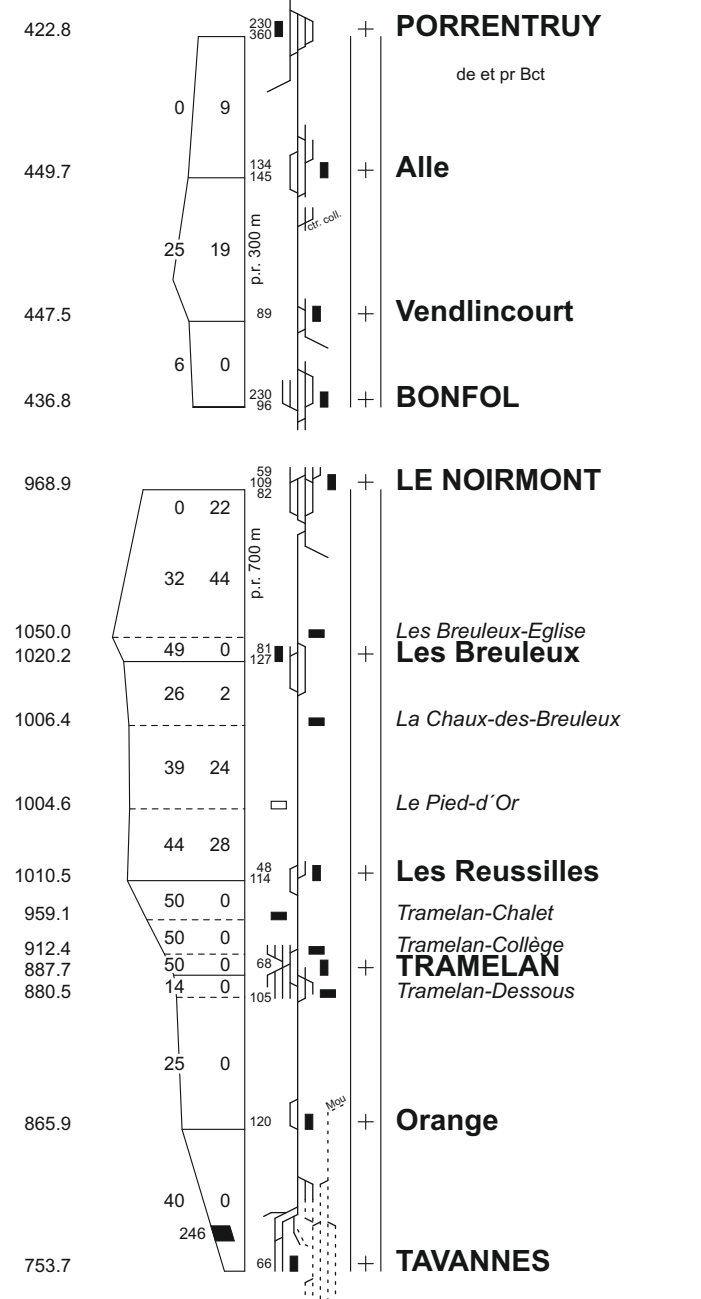 422.8 230 360 + PORRENTRUY
de et pr Bct
0 9
449.7 134 145 + Alle
ctr. coll.
p.r. 300 m
25 19
447.5 89 + Vendlincourt
6 0
436.8 230 96 + BONFOL
968.9 59 109 82 + LE NOIRMONT
0 22
p.r. 700 m
32 44
1050.0 Les Breuleux-Eglise
1020.2 49 0 81 127 + Les Breuleux
26 2
1006.4 La Chaux-des-Breuleux
39 24
1004.6 Le Pied-d´Or
44 28
1010.5 48 114 + Les Reussilles
50 0
959.1 Tramelan-Chalet
50 0
912.4 Tramelan-Collège
887.7 50 0 68 + TRAMELAN
880.5 14 0 105 Tramelan-Dessous
25 0
Mou
865.9 120 + Orange
40 0
246
753.7 66 + TAVANNES